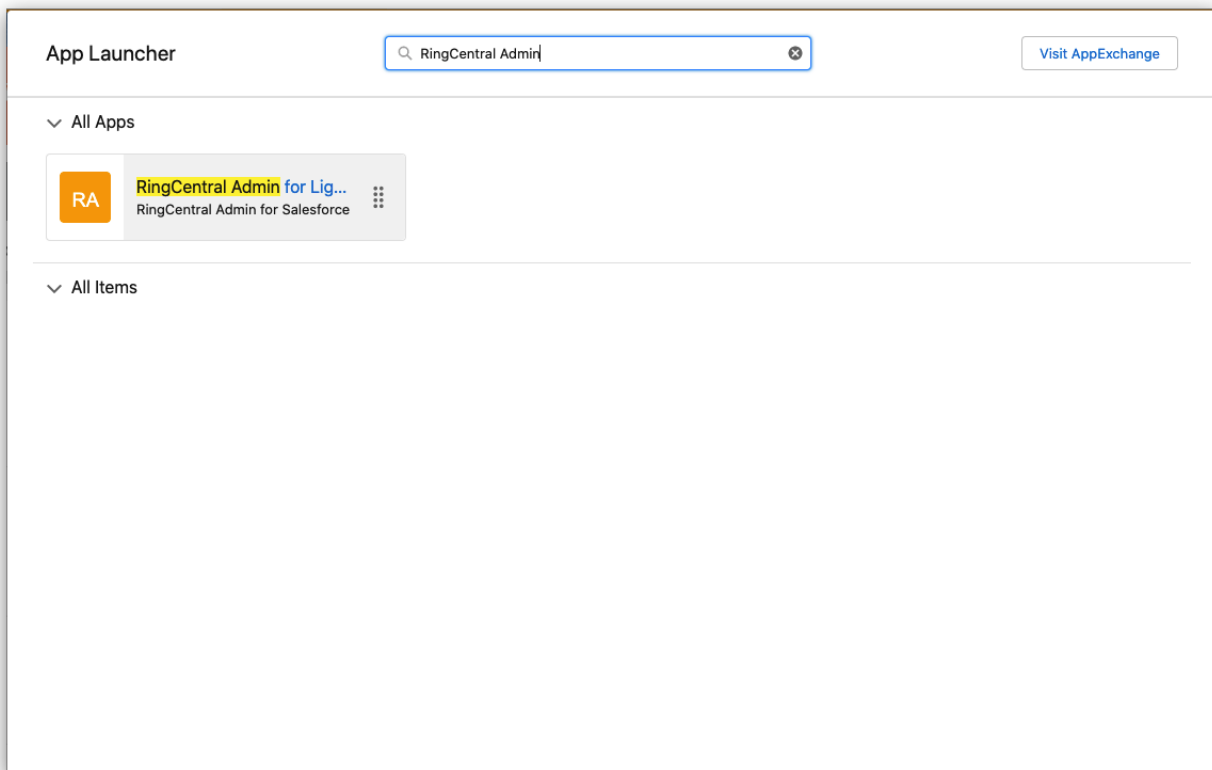 App Launcher
RingCentral Admin
Visit AppExchange
All Apps
RA
RingCentral Admin for Lig...
RingCentral Admin for Salesforce
All Items